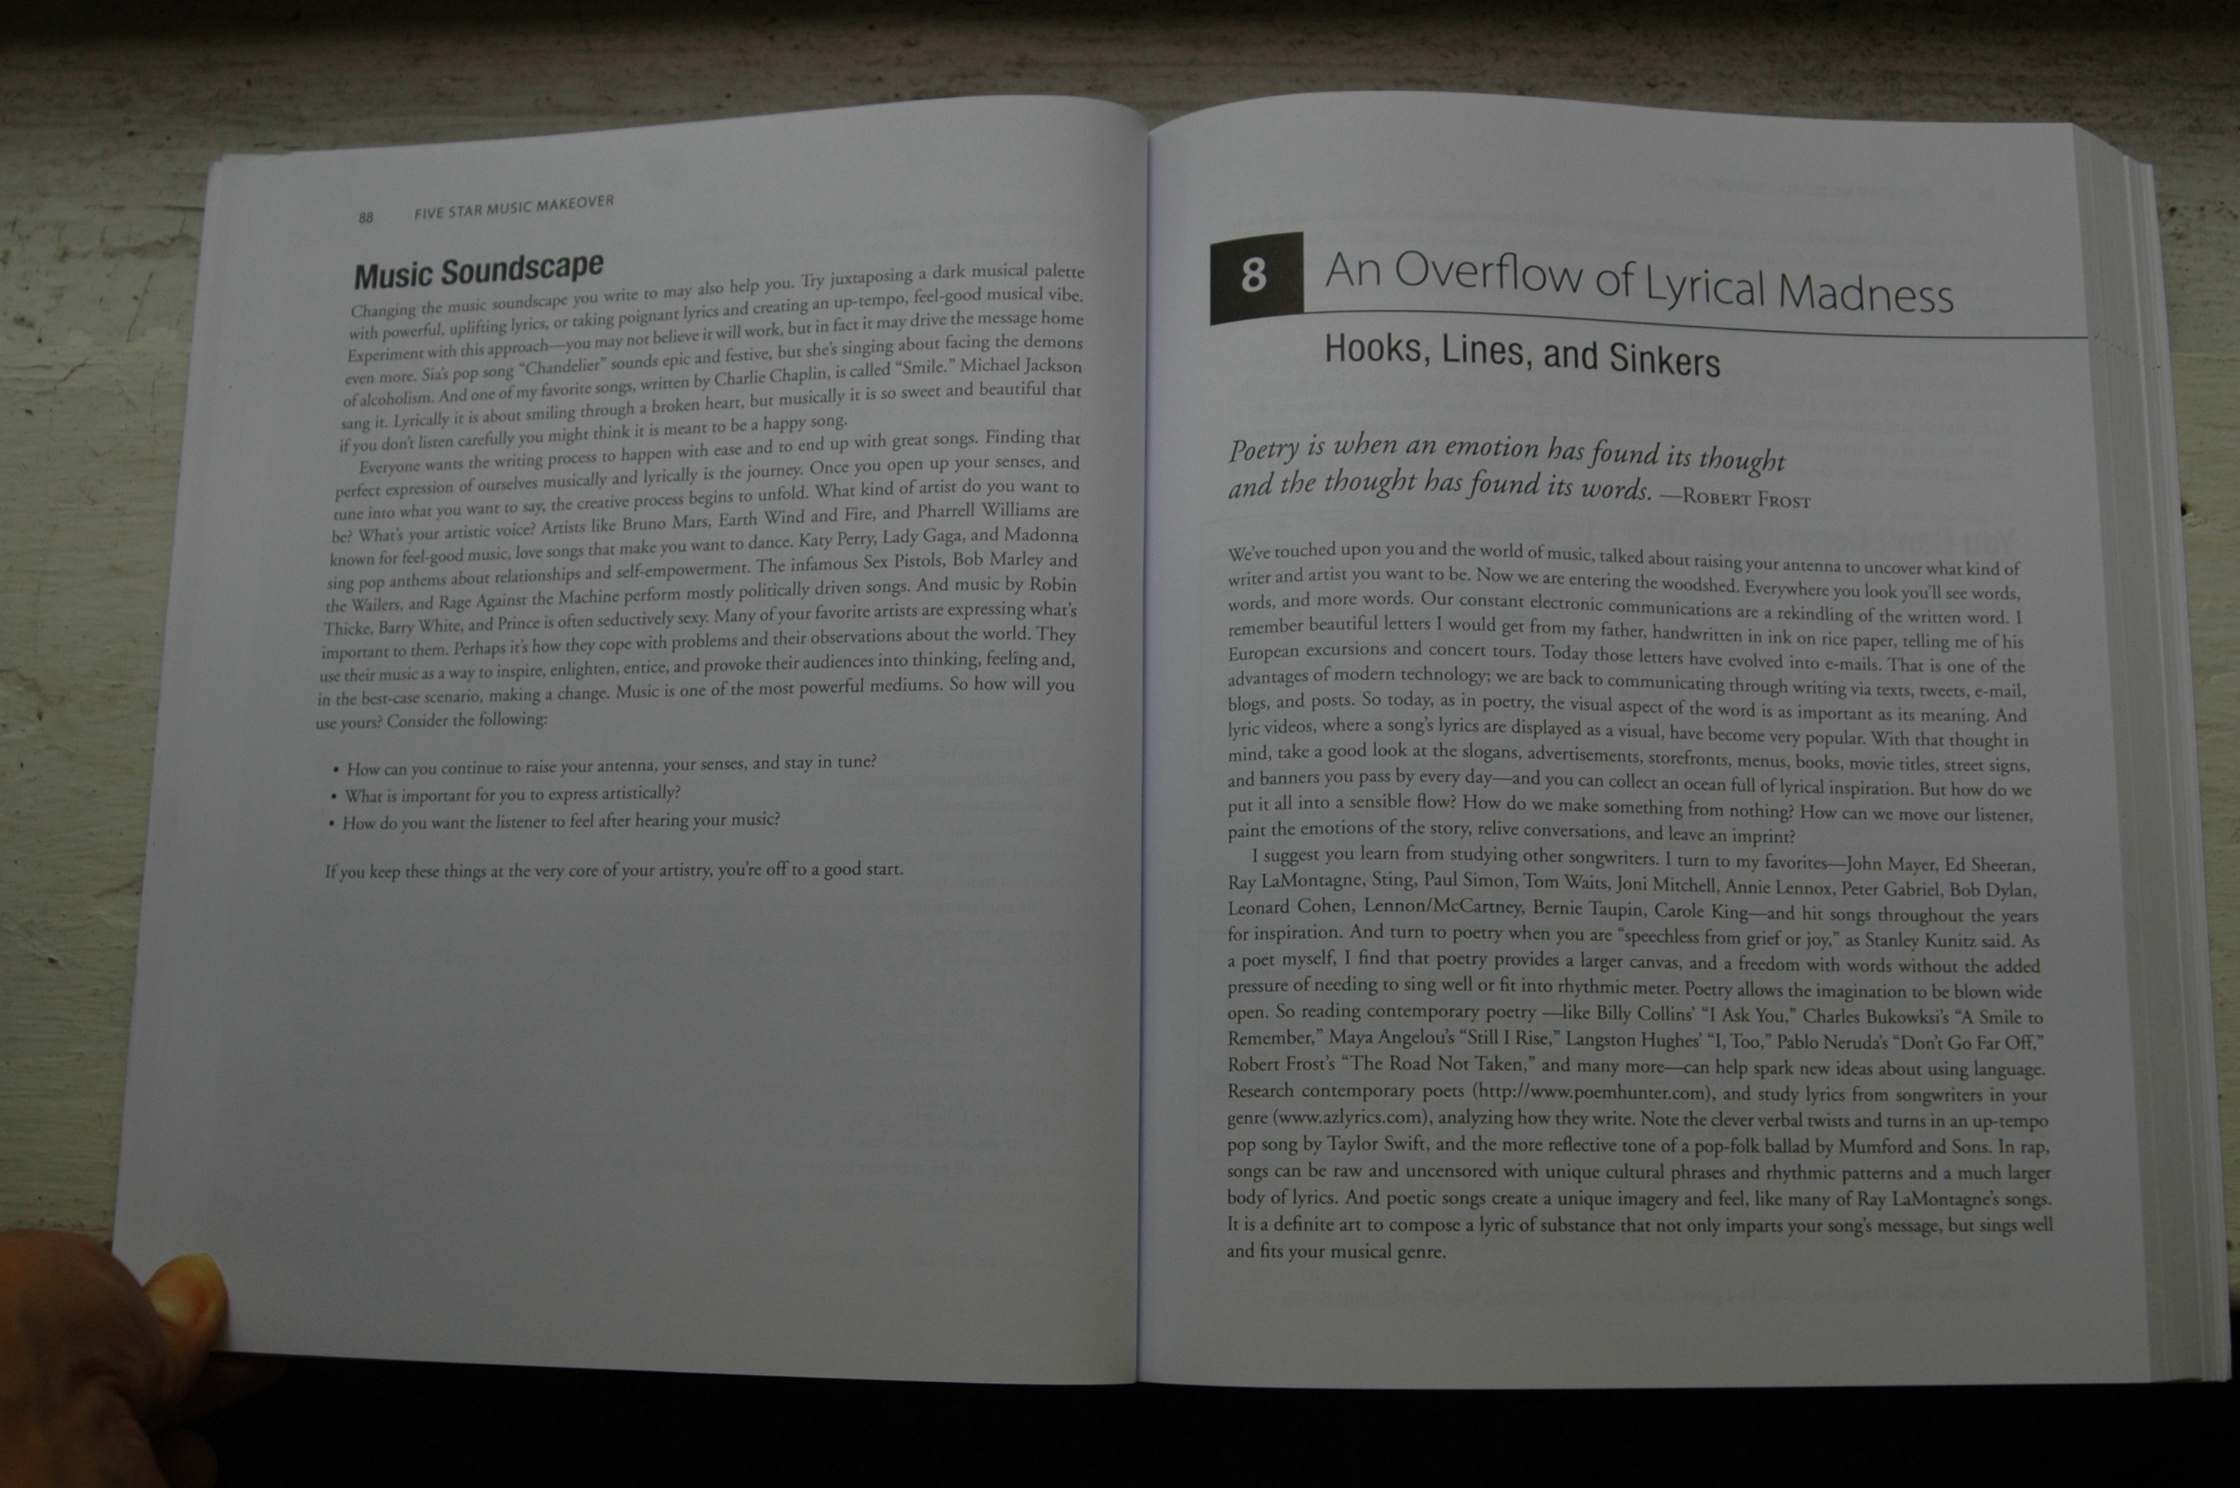 88 FIVE STAR MUSIC MAKEOVER
Music Soundscape
Changing the music soundscape you write to may also help you. Try juxtaposing a dark musical palette
with powerful, uplifting lyrics, or taking poignant lyrics and creating an up-tempo, feel-good musical vibe.
Experiment with this approach—you may not believe it will work, but in fact it may drive the message home
even more. Sia's pop song “Chandelier” sounds epic and festive, but she's singing about facing the demons
of alcoholism. And one of my favorite songs, written by Charlie Chaplin, is called “Smile.” Michael Jackson
sang it. Lyrically it is about smiling through a broken heart, but musically it is so sweet and beautiful that
if you don't listen carefully you might think it is meant to be a happy song.
Everyone wants the writing process to happen with ease and to end up with great songs. Finding that
perfect expression of ourselves musically and lyrically is the journey. Once you open up your senses, and
tune into what you want to say, the creative process begins to unfold. What kind of artist do you want to
be? What's your artistic voice? Artists like Bruno Mars, Earth Wind and Fire, and Pharrell Williams are
known for feel-good music, love songs that make you want to dance. Katy Perry, Lady Gaga, and Madonna
sing pop anthems about relationships and self-empowerment. The infamous Sex Pistols, Bob Marley and
the Wailers, and Rage Against the Machine perform mostly politically driven songs. And music by Robin
Thicke, Barry White, and Prince is often seductively sexy. Many of your favorite artists are expressing what's
important to them. Perhaps it's how they cope with problems and their observations about the world. They
use their music as a way to inspire, enlighten, entice, and provoke their audiences into thinking, feeling and,
in the best-case scenario, making a change. Music is one of the most powerful mediums. So how will you
use yours? Consider the following:
• How can you continue to raise your antenna, your senses, and stay in tune?
• What is important for you to express artistically?
• How do you want the listener to feel after hearing your music?
If you keep these things at the very core of your artistry, you're off to a good start.
8 An Overflow of Lyrical Madness
Hooks, Lines, and Sinkers
Poetry is when an emotion has found its thought
and the thought has found its words. —ROBERT FROST
We've touched upon you and the world of music, talked about raising your antenna to uncover what kind of
writer and artist you want to be. Now we are entering the woodshed. Everywhere you look you'll see words,
words, and more words. Our constant electronic communications are a rekindling of the written word. I
remember beautiful letters I would get from my father, handwritten in ink on rice paper, telling me of his
European excursions and concert tours. Today those letters have evolved into e-mails. That is one of the
advantages of modern technology; we are back to communicating through writing via texts, tweets, e-mail,
blogs, and posts. So today, as in poetry, the visual aspect of the word is as important as its meaning. And
lyric videos, where a song's lyrics are displayed as a visual, have become very popular. With that thought in
mind, take a good look at the slogans, advertisements, storefronts, menus, books, movie titles, street signs,
and banners you pass by every day—and you can collect an ocean full of lyrical inspiration. But how do we
put it all into a sensible flow? How do we make something from nothing? How can we move our listener,
paint the emotions of the story, relive conversations, and leave an imprint?
I suggest you learn from studying other songwriters. I turn to my favorites—John Mayer, Ed Sheeran,
Ray LaMontagne, Sting, Paul Simon, Tom Waits, Joni Mitchell, Annie Lennox, Peter Gabriel, Bob Dylan,
Leonard Cohen, Lennon/McCartney, Bernie Taupin, Carole King—and hit songs throughout the years
for inspiration. And turn to poetry when you are “speechless from grief or joy,” as Stanley Kunitz said. As
a poet myself, I find that poetry provides a larger canvas, and a freedom with words without the added
pressure of needing to sing well or fit into rhythmic meter. Poetry allows the imagination to be blown wide
open. So reading contemporary poetry —like Billy Collins' “I Ask You,” Charles Bukowksi's “A Smile to
Remember,” Maya Angelou's “Still I Rise,” Langston Hughes' “I, Too,” Pablo Neruda's “Don't Go Far Off,”
Robert Frost's “The Road Not Taken,” and many more—can help spark new ideas about using language.
Research contemporary poets (http://www.poemhunter.com), and study lyrics from songwriters in your
genre (www.azlyrics.com), analyzing how they write. Note the clever verbal twists and turns in an up-tempo
pop song by Taylor Swift, and the more reflective tone of a pop-folk ballad by Mumford and Sons. In rap,
songs can be raw and uncensored with unique cultural phrases and rhythmic patterns and a much larger
body of lyrics. And poetic songs create a unique imagery and feel, like many of Ray LaMontagne's songs.
It is a definite art to compose a lyric of substance that not only imparts your song's message, but sings well
and fits your musical genre.